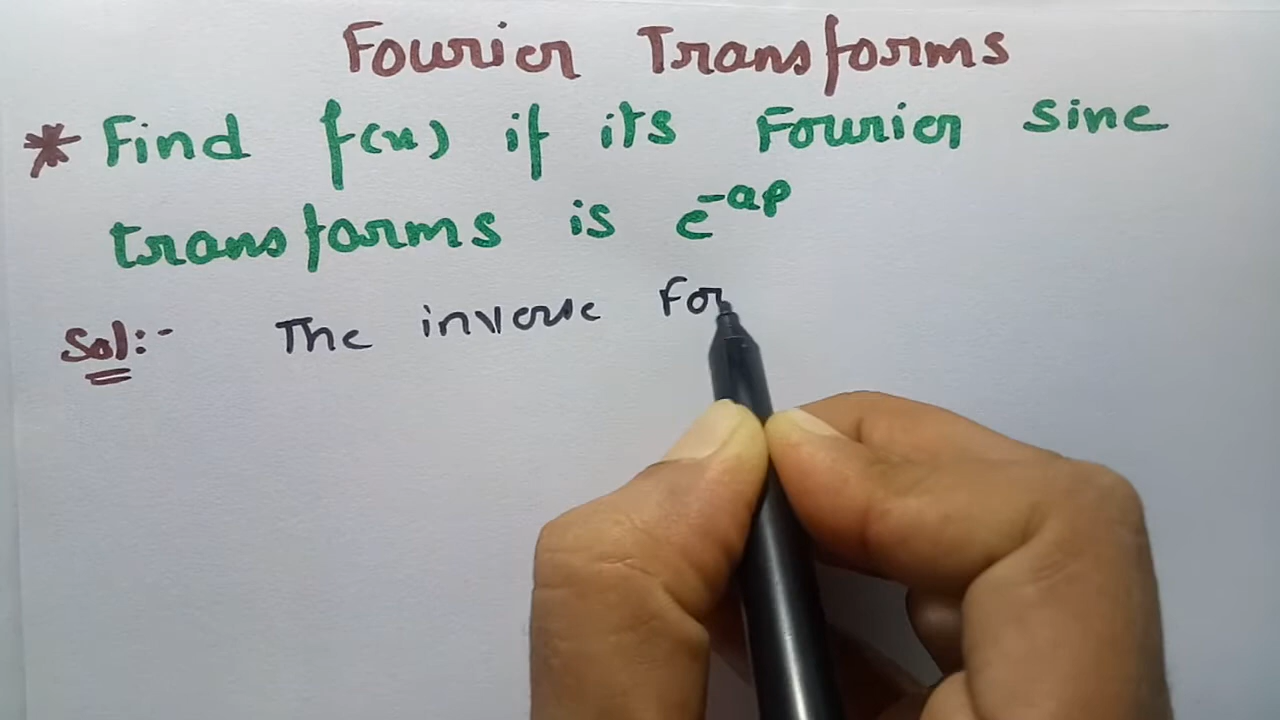 Fourier Transforms
* Find f(x) if its Fourier sine
transforms is e^-ap
Sol:- The inverse For